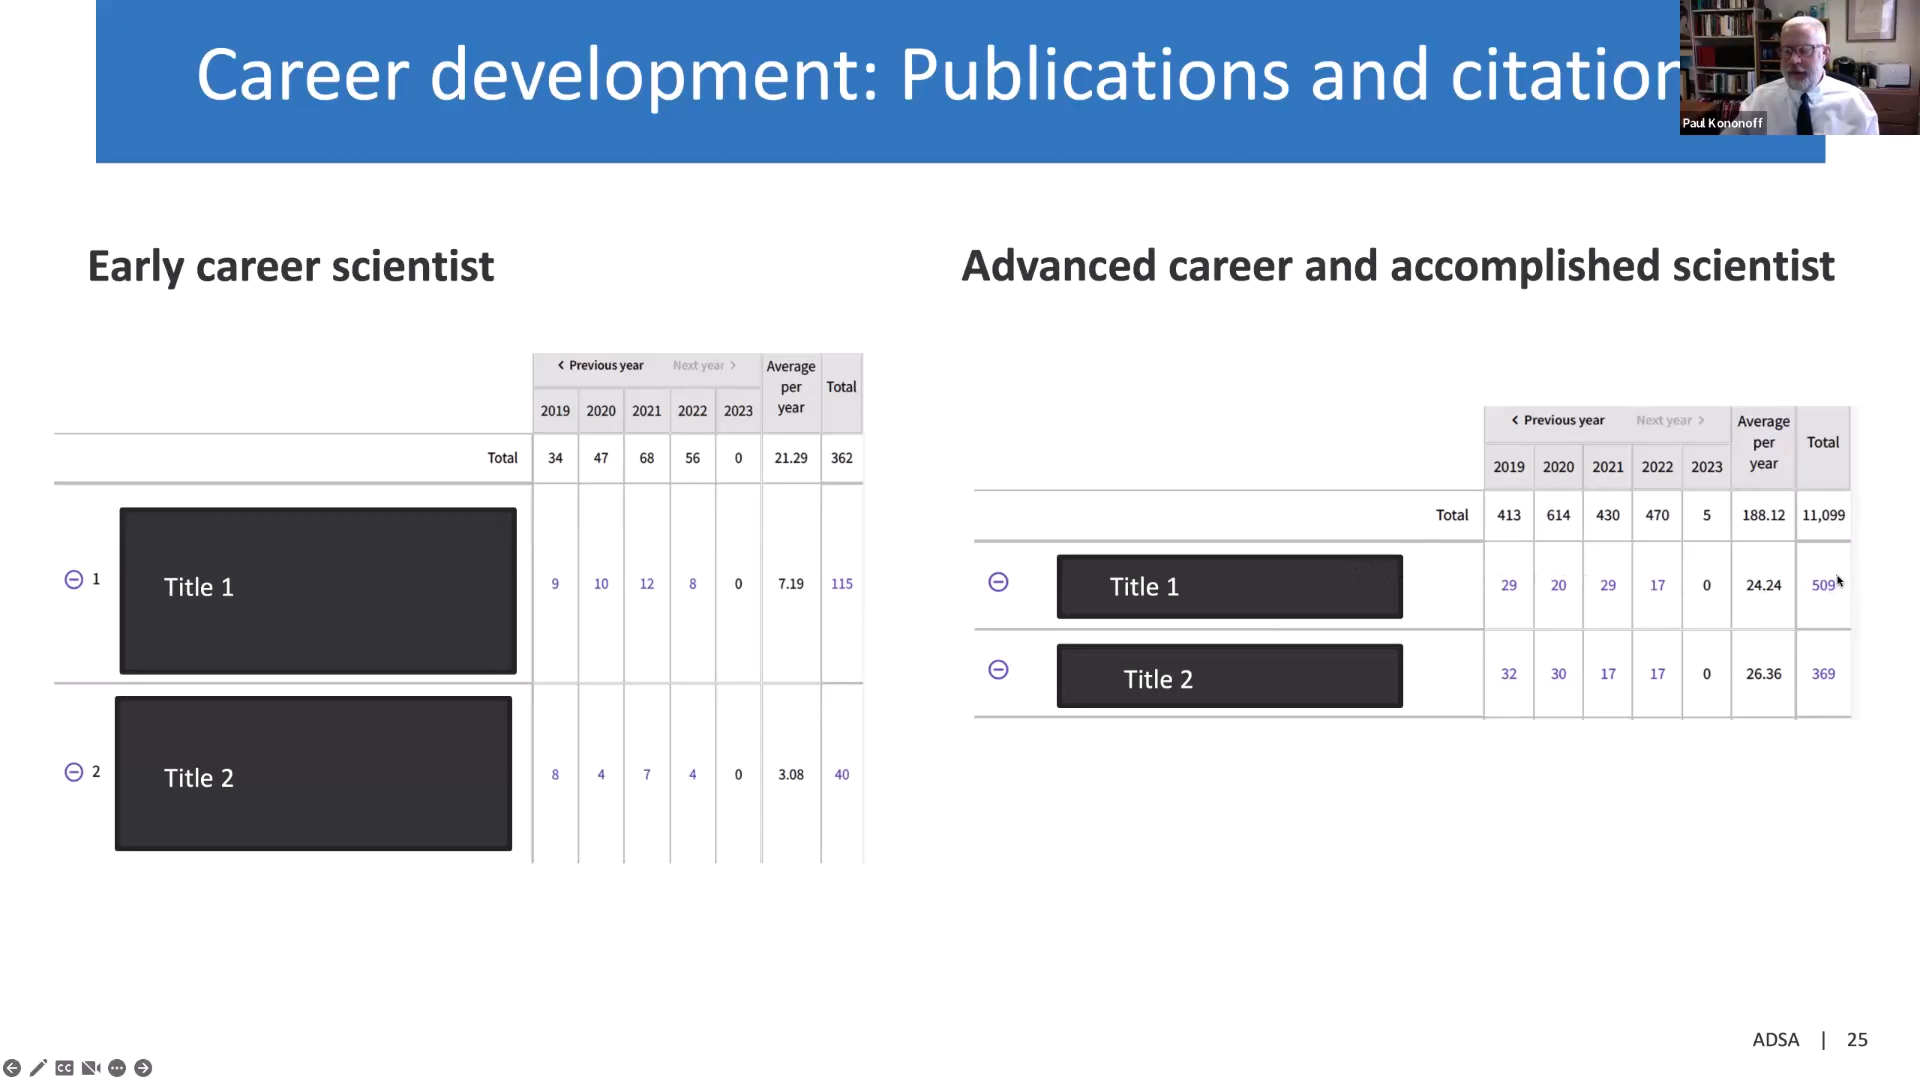 Career development: Publications and citation
Paul Kononoff
Early career scientist
Advanced career and accomplished scientist
< Previous year Next year > Average per year Total
2019 2020 2021 2022 2023
Total 34 47 68 56 0 21.29 362
1 Title 1 9 10 12 8 0 7.19 115
2 Title 2 8 4 7 4 0 3.08 40
< Previous year Next year > Average per year Total
2019 2020 2021 2022 2023
Total 413 614 430 470 5 188.12 11,099
Title 1 29 20 29 17 0 24.24 509
Title 2 32 30 17 17 0 26.36 369
ADSA | 25
CC